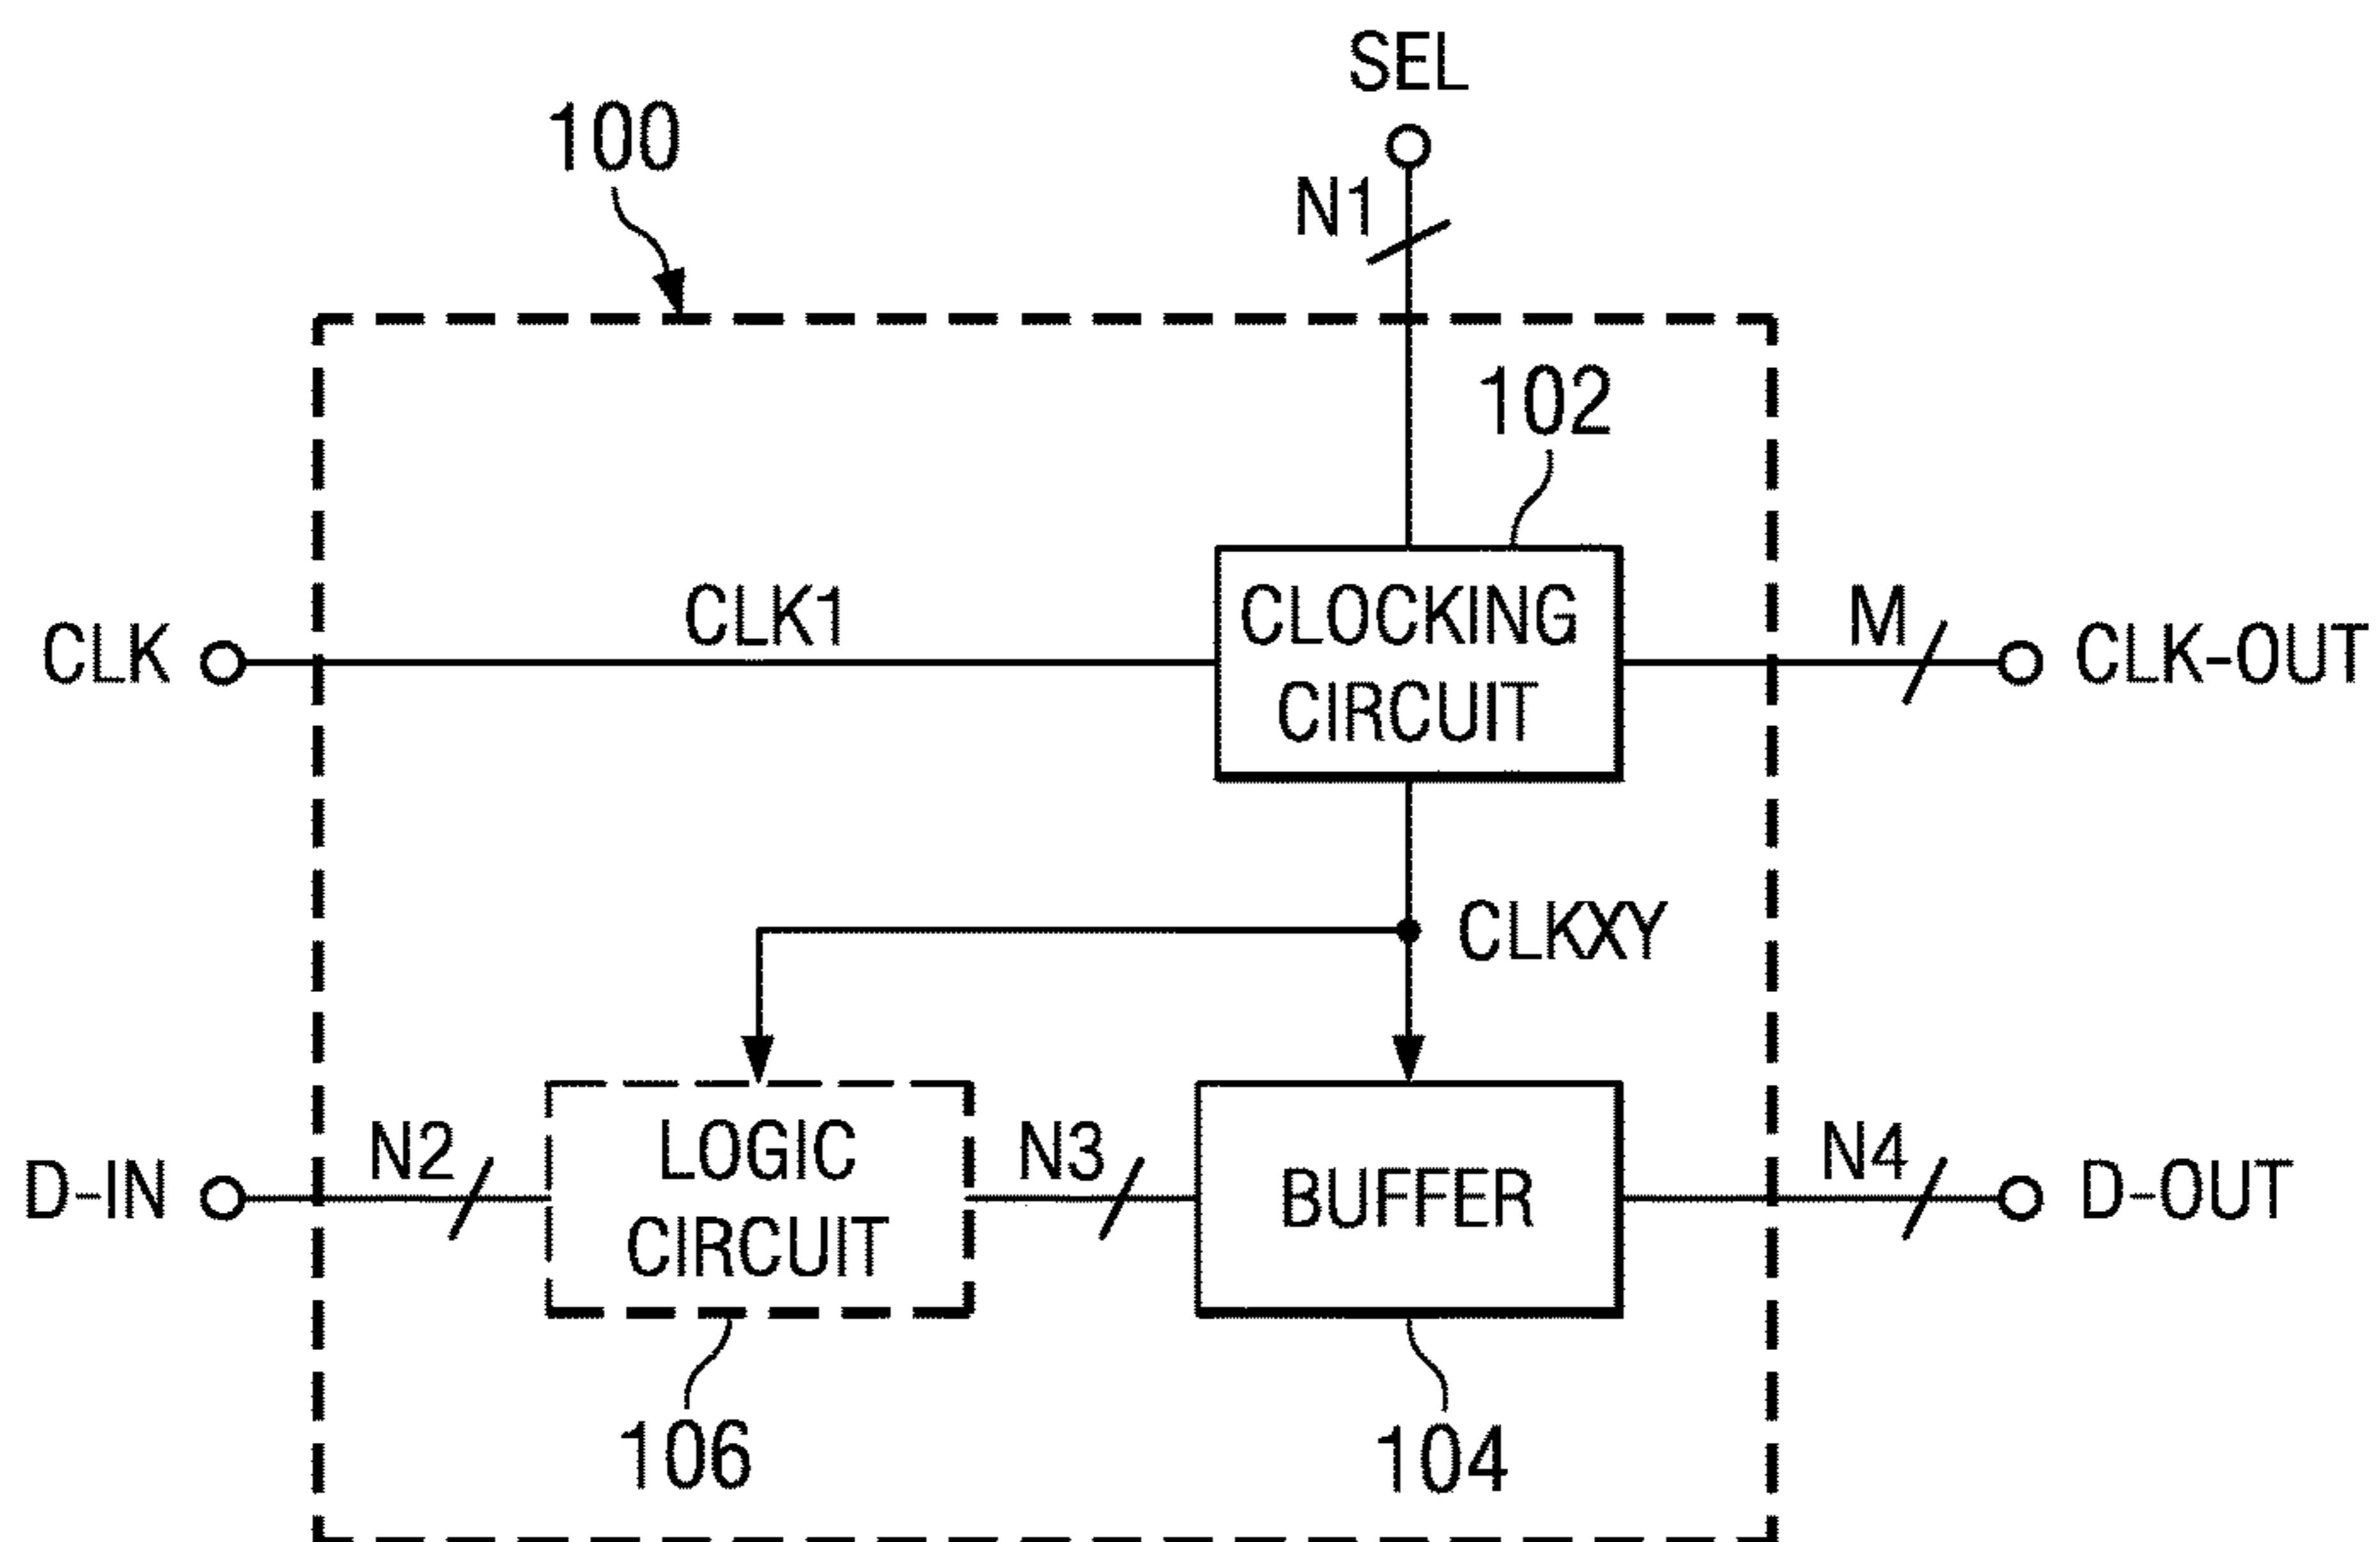 SEL
100
N1
102
CLK
CLK1
CLOCKING
CIRCUIT
M
CLK-OUT
CLKXY
D-IN
N2
LOGIC
CIRCUIT
N3
BUFFER
N4
D-OUT
106
104